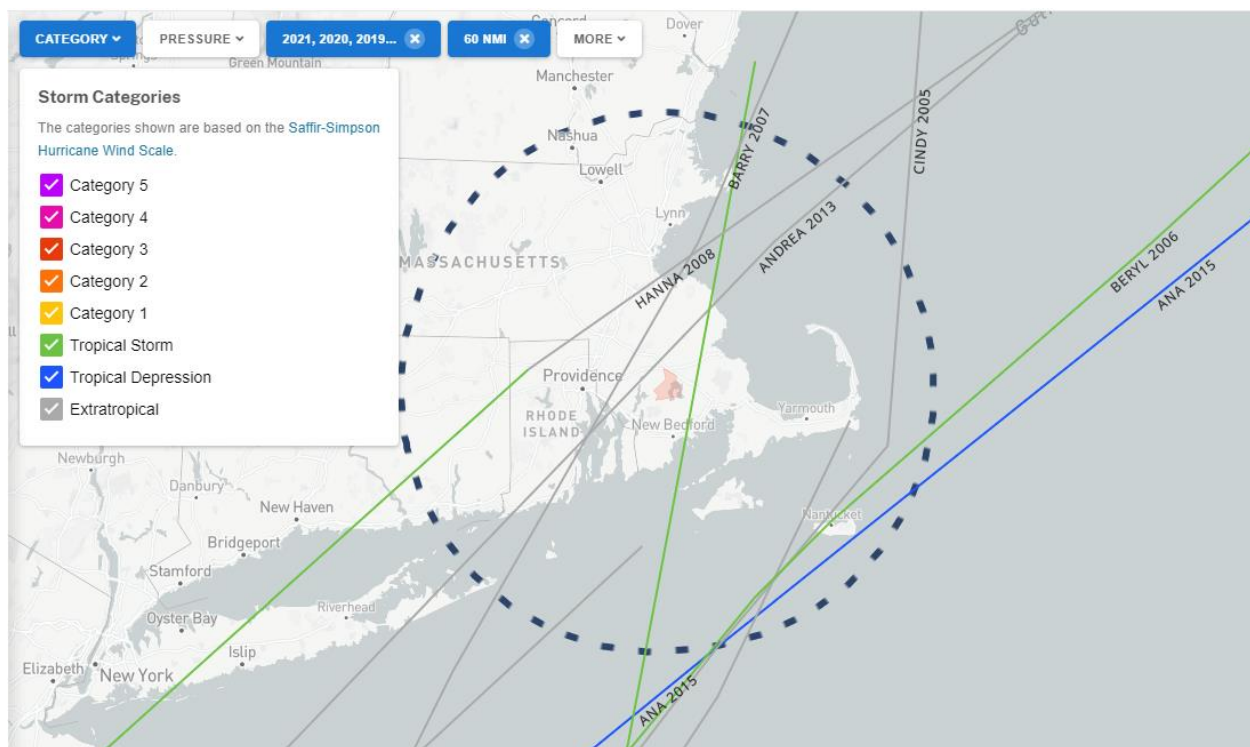 CATEGORY
PRESSURE
2021, 2020, 2019...
60 NMI
MORE
Storm Categories
The categories shown are based on the Saffir-Simpson
Hurricane Wind Scale.
Category 5
Category 4
Category 3
Category 2
Category 1
Tropical Storm
Tropical Depression
Extratropical
Concord
Dover
Green Mountain
Manchester
Nashua
Lowell
Lynn
MASSACHUSETTS
BARRY 2007
CINDY 2005
HANNA 2008
ANDREA 2013
BERYL 2006
ANA 2015
Providence
RHODE
ISLAND
New Bedford
Yarmouth
Nantucket
Newburgh
Danbury
New Haven
Bridgeport
Stamford
Riverhead
Oyster Bay
Islip
Elizabeth
New York
ANA 2015